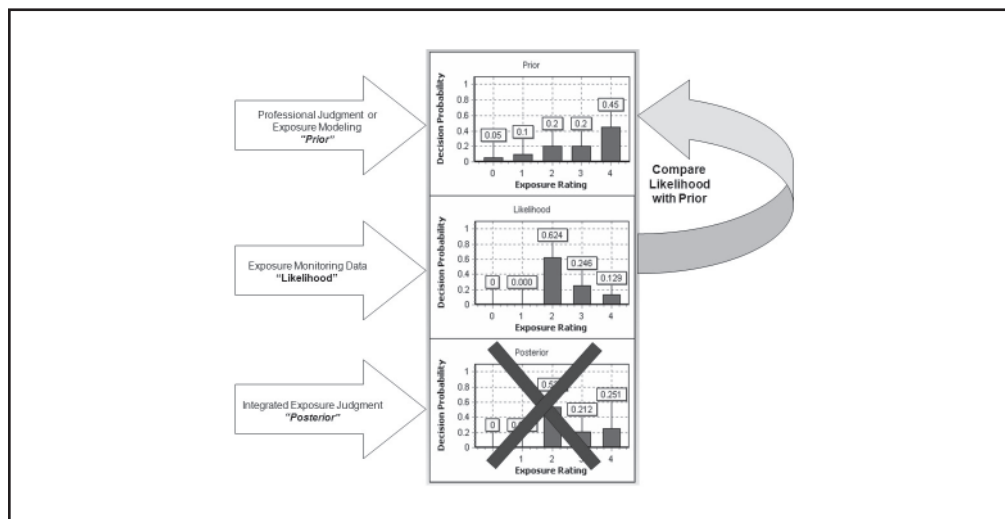 Professional Judgment or
Exposure Modeling
"Prior"
Prior
Decision Probability
1
0.8
0.6
0.4
0.2
0
0.05
0.1
0.2
0.2
0.45
0 1 2 3 4
Exposure Rating
Compare
Likelihood
with Prior
Exposure Monitoring Data
"Likelihood"
Likelihood
Decision Probability
1
0.8
0.6
0.4
0.2
0
0
0.000
0.624
0.246
0.129
0 1 2 3 4
Exposure Rating
Integrated Exposure Judgment
"Posterior"
Posterior
Decision Probability
1
0.8
0.6
0.4
0.2
0
0
0.212
0.251
0 1 2 3 4
Exposure Rating